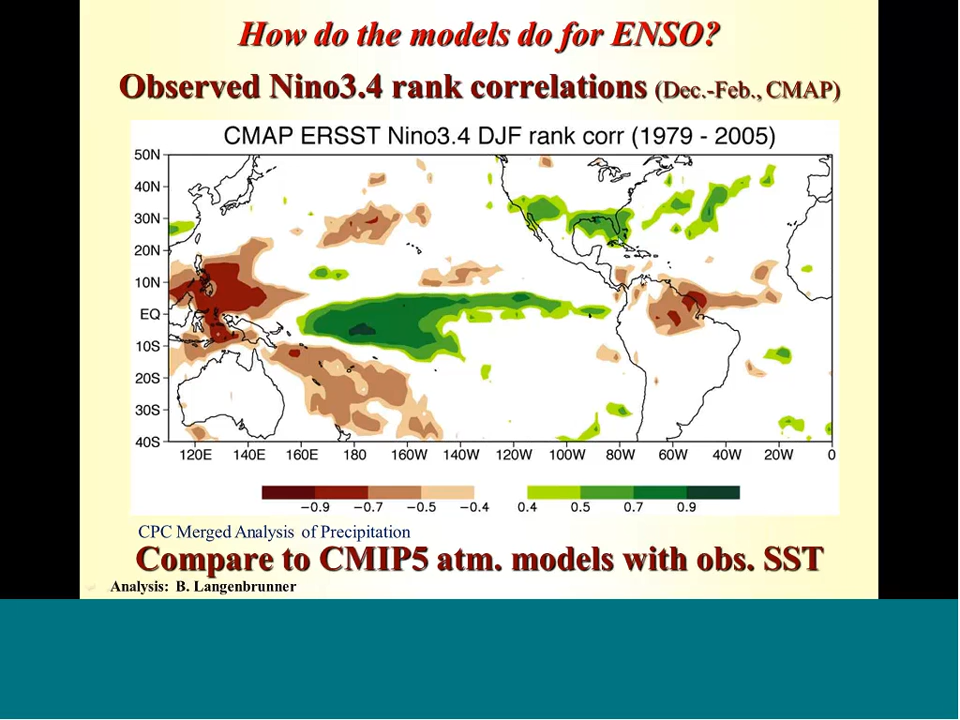 How do the models do for ENSO?
Observed Nino3.4 rank correlations (Dec.-Feb., CMAP)
CMAP ERSST Nino3.4 DJF rank corr (1979 - 2005)
50N
40N
30N
20N
10N
EQ
10S
20S
30S
40S
120E 140E 160E 180 160W 140W 120W 100W 80W 60W 40W 20W 0
−0.9 −0.7 −0.5 −0.4 0.4 0.5 0.7 0.9
CPC Merged Analysis of Precipitation
Compare to CMIP5 atm. models with obs. SST
Analysis: B. Langenbrunner